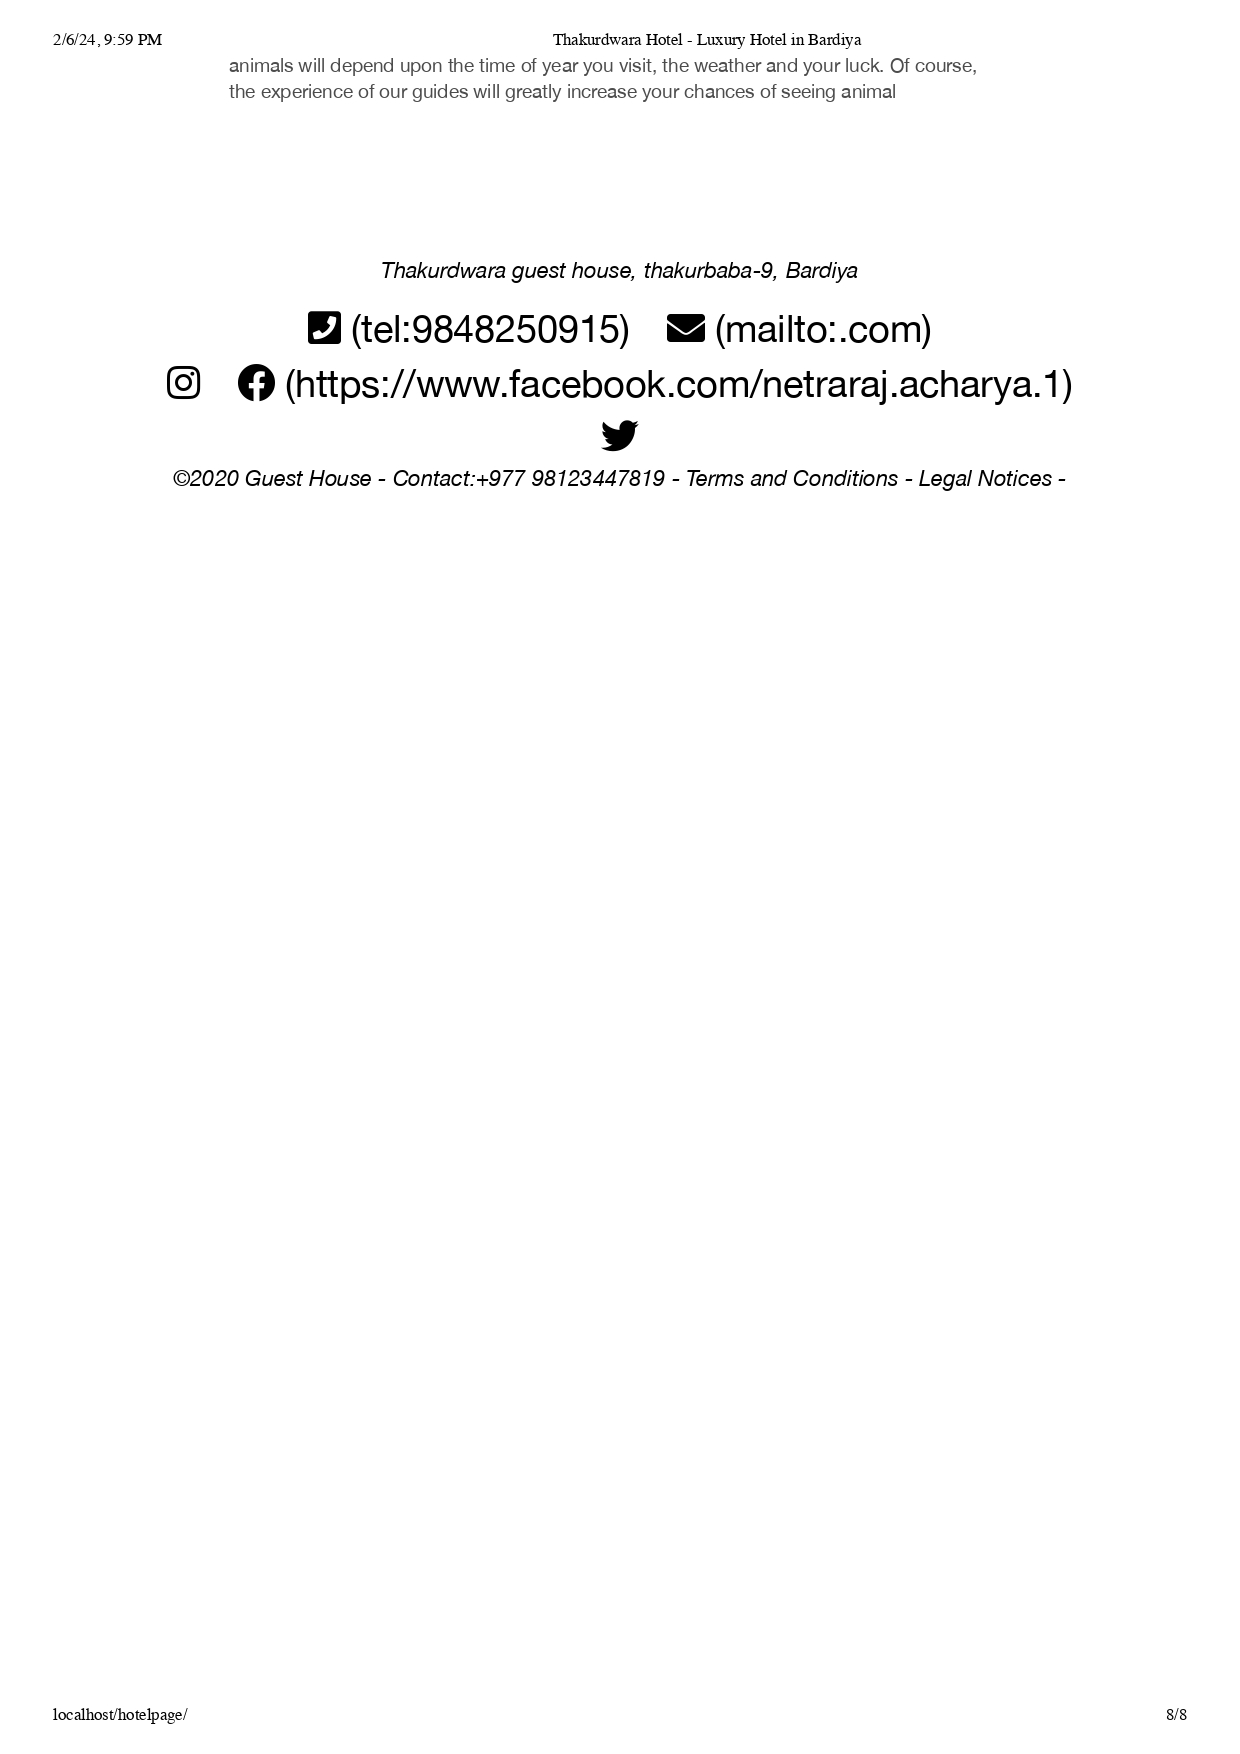 2/6/24, 9:59 PM Thakurdwara Hotel - Luxury Hotel in Bardiya
animals will depend upon the time of year you visit, the weather and your luck. Of course,
the experience of our guides will greatly increase your chances of seeing animal
Thakurdwara guest house, thakurbaba-9, Bardiya
(tel:9848250915) (mailto:.com)
(https://www.facebook.com/netraraj.acharya.1)
©2020 Guest House - Contact:+977 98123447819 - Terms and Conditions - Legal Notices -
localhost/hotelpage/ 8/8